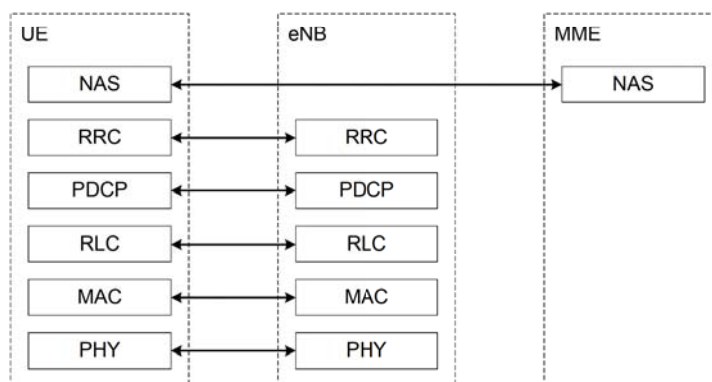 UE
eNB
MME
NAS
NAS
RRC
RRC
PDCP
PDCP
RLC
RLC
MAC
MAC
PHY
PHY